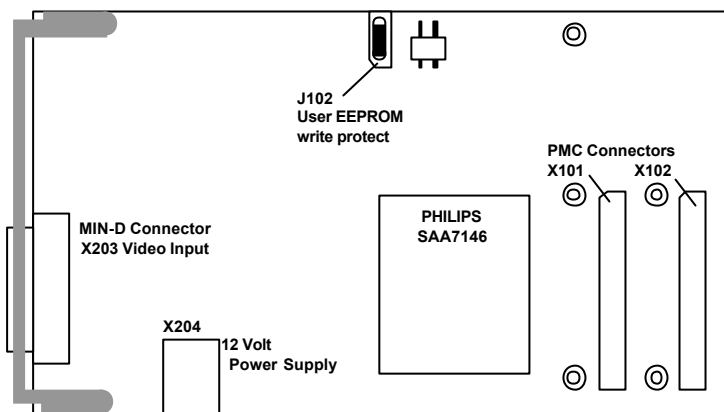 J102
User EEPROM
write protect
PMC Connectors
X101 X102
MIN-D Connector
X203 Video Input
PHILIPS
SAA7146
X204
12 Volt
Power Supply